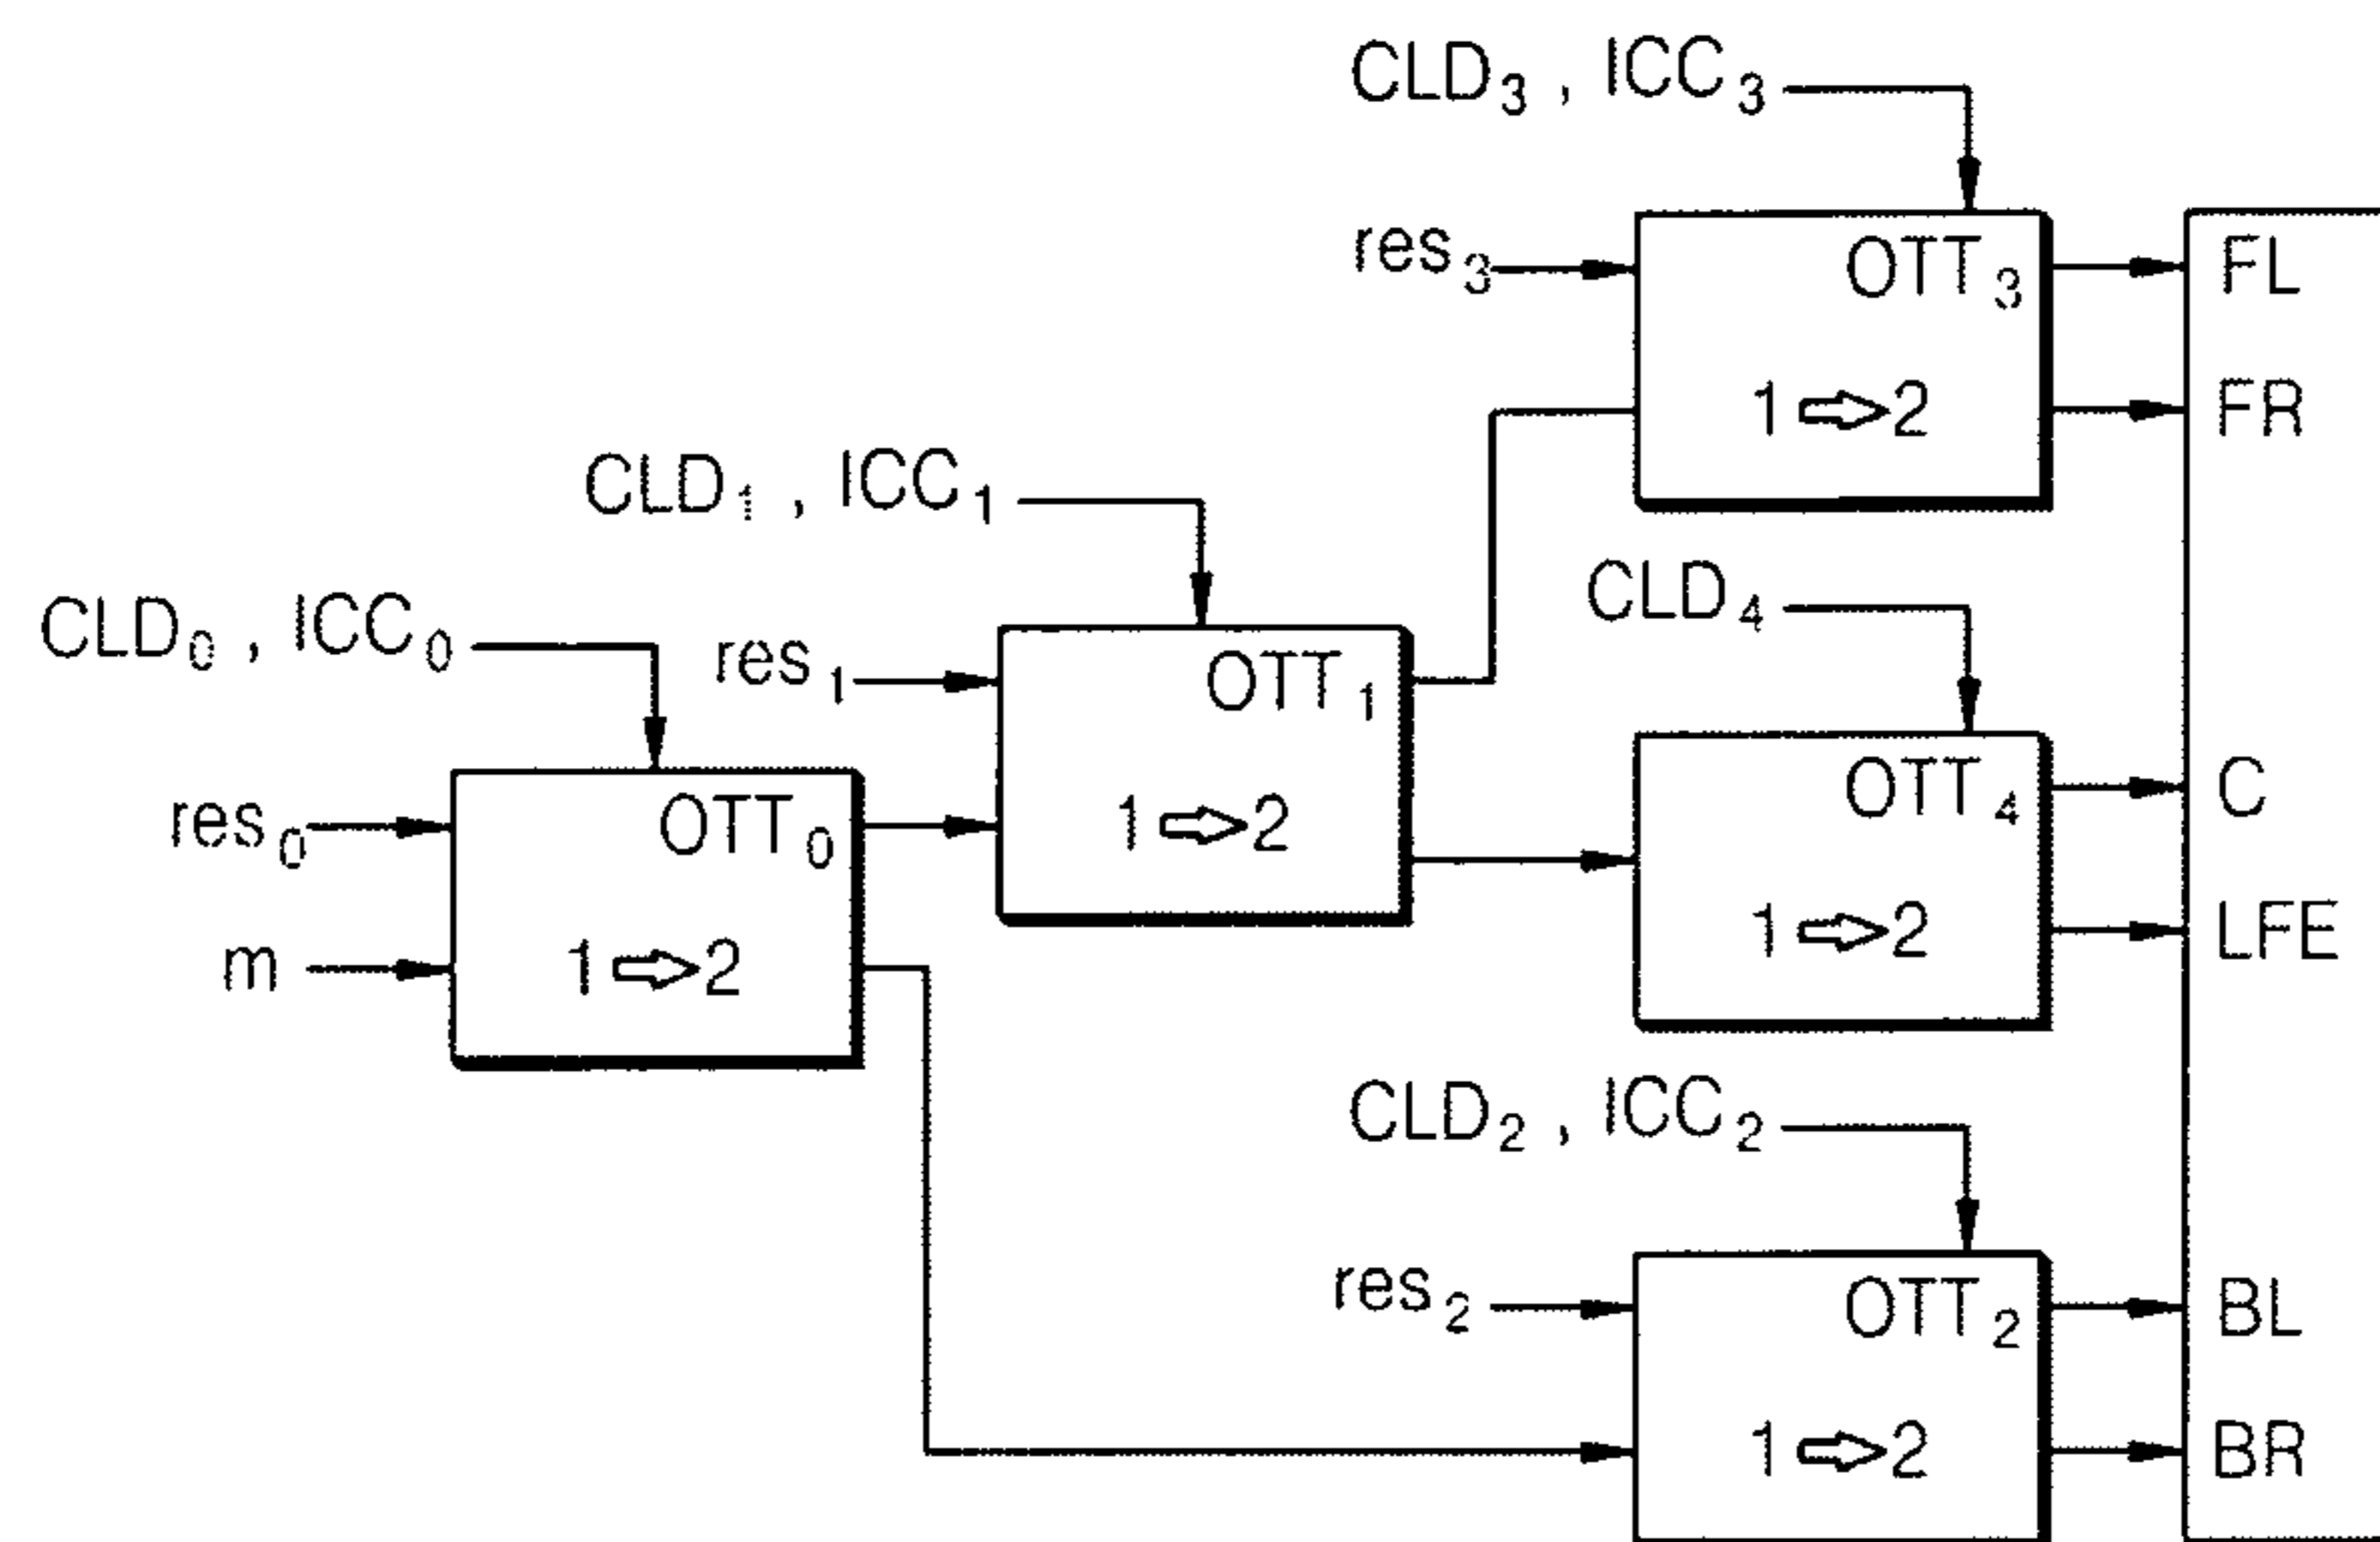 CLD₃ , ICC₃
res₃
OTT₃
FL
1⇨2
FR
CLD₁ , ICC₁
CLD₄
CLD₀ , ICC₀
res₁
OTT₁
OTT₄
C
res₀
OTT₀
1⇨2
1⇨2
LFE
m
1⇨2
CLD₂ , ICC₂
res₂
OTT₂
BL
1⇨2
BR